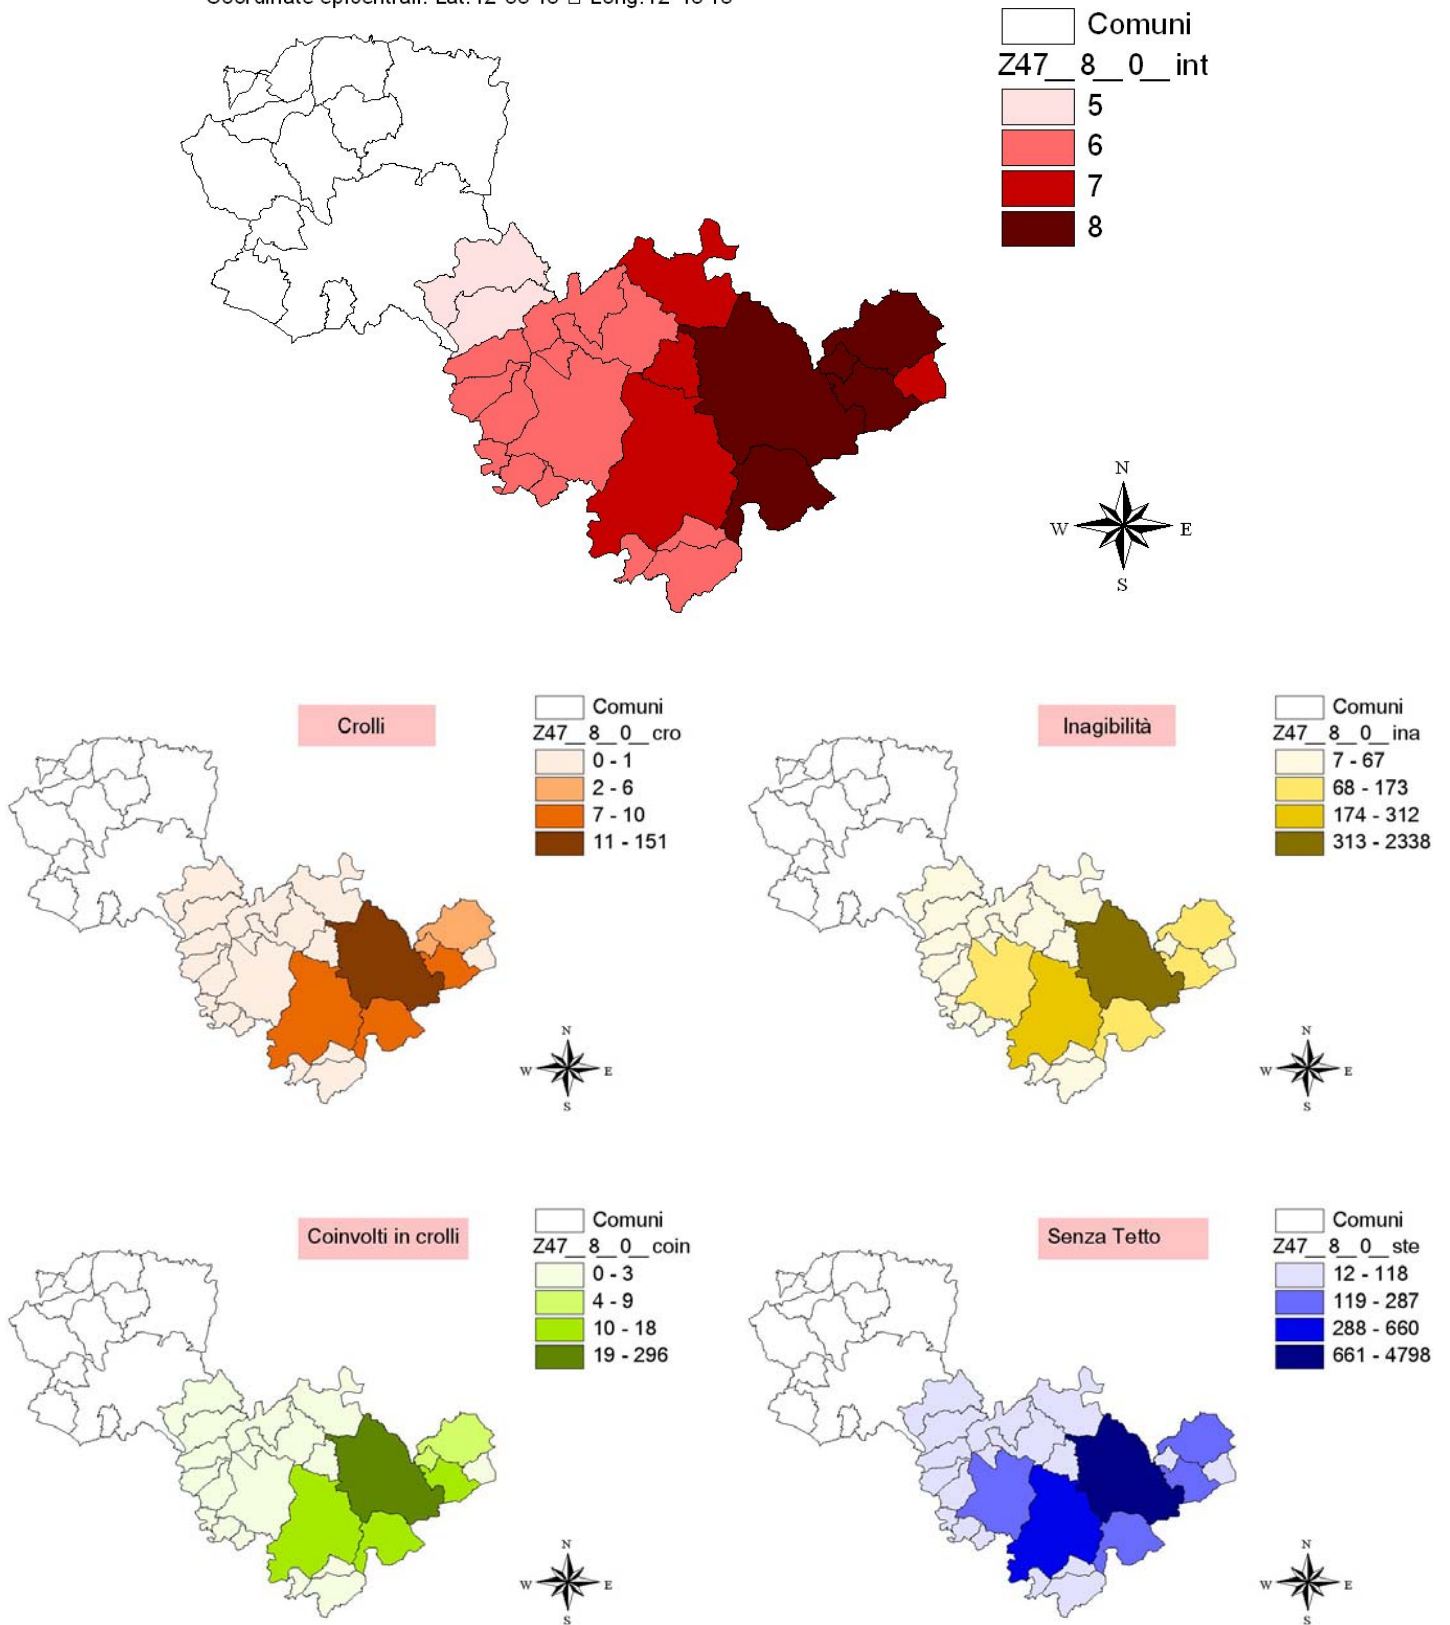 Comuni
Z47__8__0__int
5
6
7
8
N
W E
S
Crolli
Comuni
Z47__8__0__cro
0 - 1
2 - 6
7 - 10
11 - 151
N
W E
S
Inagibilità
Comuni
Z47__8__0__ina
7 - 67
68 - 173
174 - 312
313 - 2338
N
W E
S
Coinvolti in crolli
Comuni
Z47__8__0__coin
0 - 3
4 - 9
10 - 18
19 - 296
N
W E
S
Senza Tetto
Comuni
Z47__8__0__ste
12 - 118
119 - 287
288 - 660
661 - 4798
N
W E
S